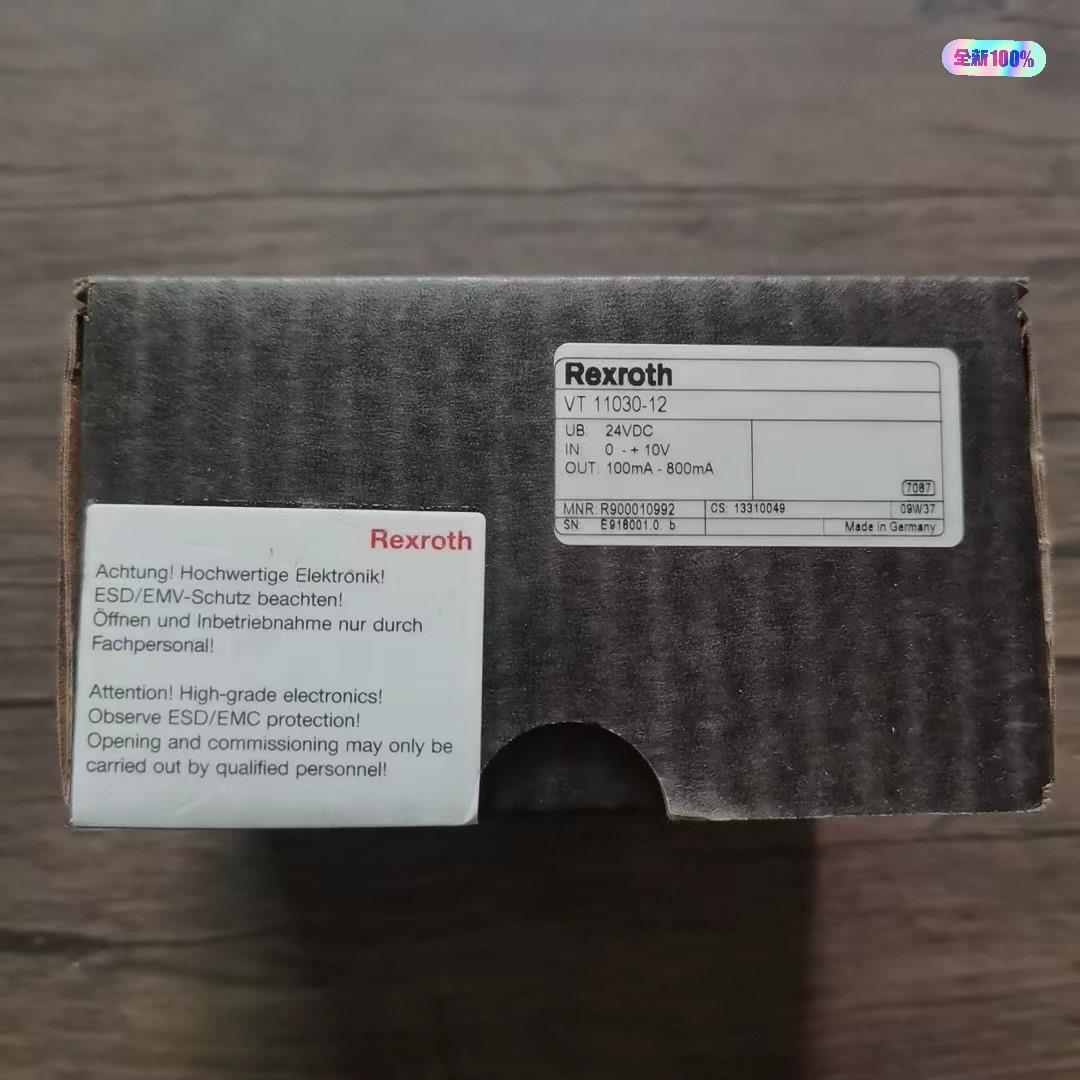 全新100%
Rexroth
VT 11030-12
UB: 24VDC
IN: 0 - + 10V
OUT: 100mA - 800mA
7087
MNR: R900010992 CS: 13310049 09W37
SN: E918001.0. b Made in Germany
Rexroth
Achtung! Hochwertige Elektronik!
ESD/EMV-Schutz beachten!
Öffnen und Inbetriebnahme nur durch
Fachpersonal!
Attention! High-grade electronics!
Observe ESD/EMC protection!
Opening and commissioning may only be
carried out by qualified personnel!